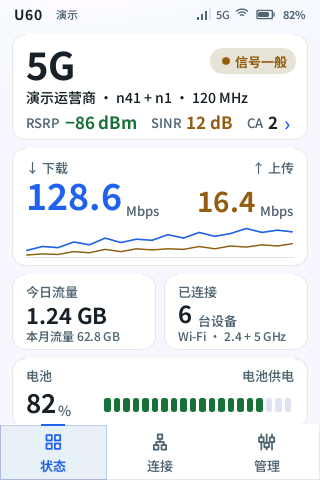 U60 演示 5G 82%
5G 信号一般
演示运营商 • n41 + n1 • 120 MHz
RSRP −86 dBm SINR 12 dB CA 2 ›
↓ 下载 ↑ 上传
128.6 Mbps 16.4 Mbps
今日流量
1.24 GB
本月流量 62.8 GB
已连接
6 台设备
Wi-Fi • 2.4 + 5 GHz
电池 电池供电
82 %
状态 连接 管理